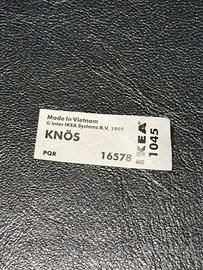 Made in Vietnam
© Inter IKEA Systems B.V. 1999
KNÖS
PQR 16578
IKEA
1045